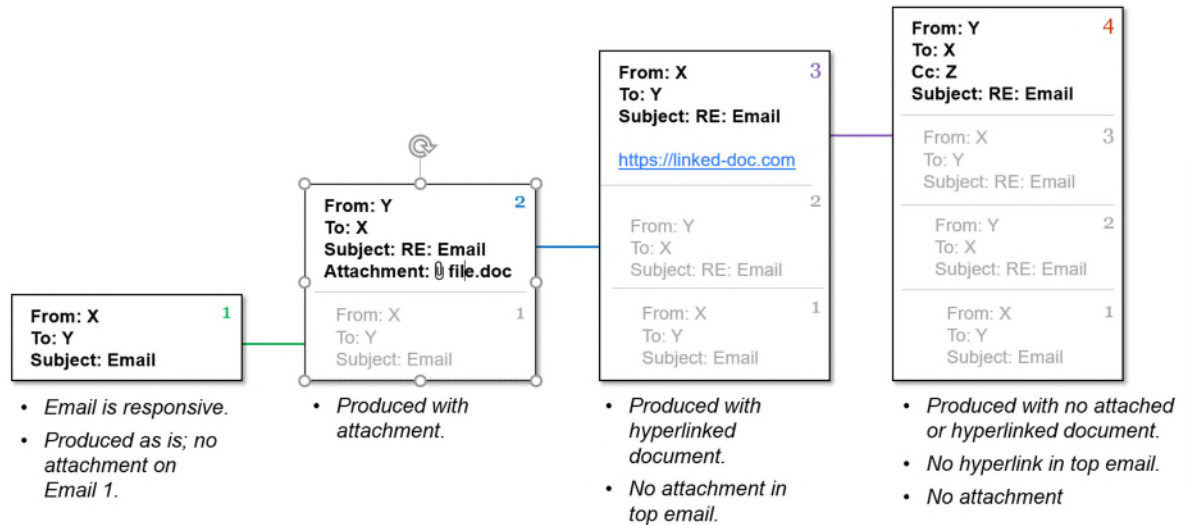 From: X 1
To: Y
Subject: Email
• Email is responsive.
• Produced as is; no
attachment on
Email 1.
From: Y 2
To: X
Subject: RE: Email
Attachment: file.doc
From: X 1
To: Y
Subject: Email
• Produced with
attachment.
From: X 3
To: Y
Subject: RE: Email
https://linked-doc.com
2
From: Y
To: X
Subject: RE: Email
From: X 1
To: Y
Subject: Email
• Produced with
hyperlinked
document.
• No attachment in
top email.
From: Y 4
To: X
Cc: Z
Subject: RE: Email
From: X 3
To: Y
Subject: RE: Email
From: Y 2
To: X
Subject: RE: Email
From: X 1
To: Y
Subject: Email
• Produced with no attached
or hyperlinked document.
• No hyperlink in top email.
• No attachment